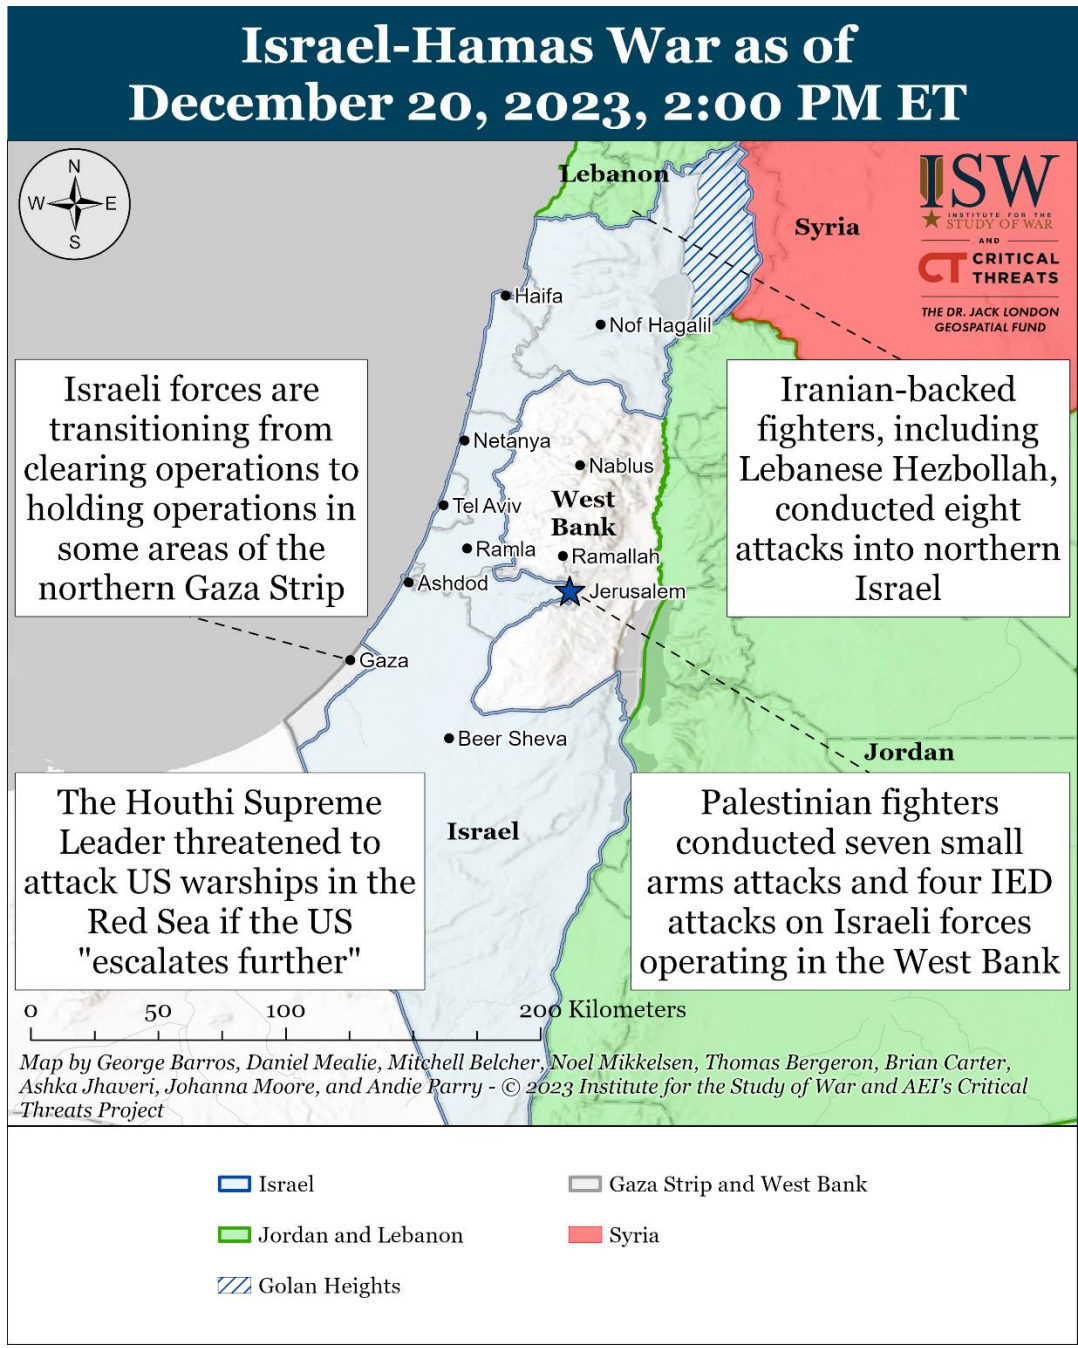 Israel-Hamas War as of
December 20, 2023, 2:00 PM ET
N
W
E
S
Lebanon
Syria
ISW
INSTITUTE FOR THE
STUDY OF WAR
AND
CT CRITICAL
THREATS
THE DR. JACK LONDON
GEOSPATIAL FUND
Haifa
Nof Hagalil
Israeli forces are
transitioning from
clearing operations to
holding operations in
some areas of the
northern Gaza Strip
Iranian-backed
fighters, including
Lebanese Hezbollah,
conducted eight
attacks into northern
Israel
Netanya
Nablus
Tel Aviv
West
Bank
Ramla
Ramallah
Ashdod
Jerusalem
Gaza
Beer Sheva
Jordan
Israel
The Houthi Supreme
Leader threatened to
attack US warships in the
Red Sea if the US
"escalates further"
Palestinian fighters
conducted seven small
arms attacks and four IED
attacks on Israeli forces
operating in the West Bank
0 50 100 200 Kilometers
Map by George Barros, Daniel Mealie, Mitchell Belcher, Noel Mikkelsen, Thomas Bergeron, Brian Carter,
Ashka Jhaveri, Johanna Moore, and Andie Parry - © 2023 Institute for the Study of War and AEI's Critical
Threats Project
Israel
Gaza Strip and West Bank
Jordan and Lebanon
Syria
Golan Heights